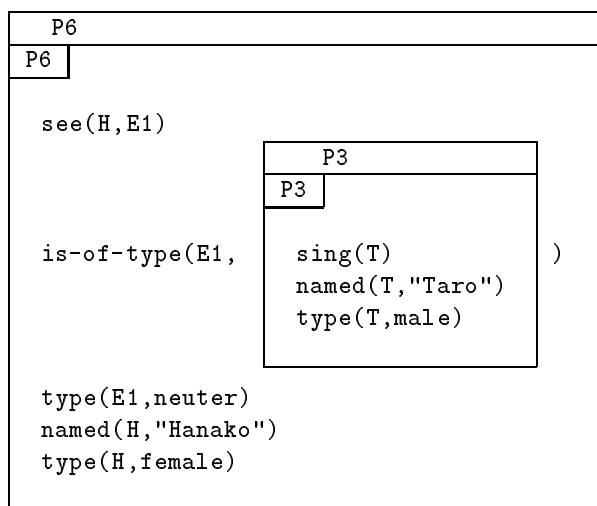 P6
P6
see(H,E1)
P3
P3
is-of-type(E1, sing(T) )
named(T,"Taro")
type(T,male)
type(E1,neuter)
named(H,"Hanako")
type(H,female)